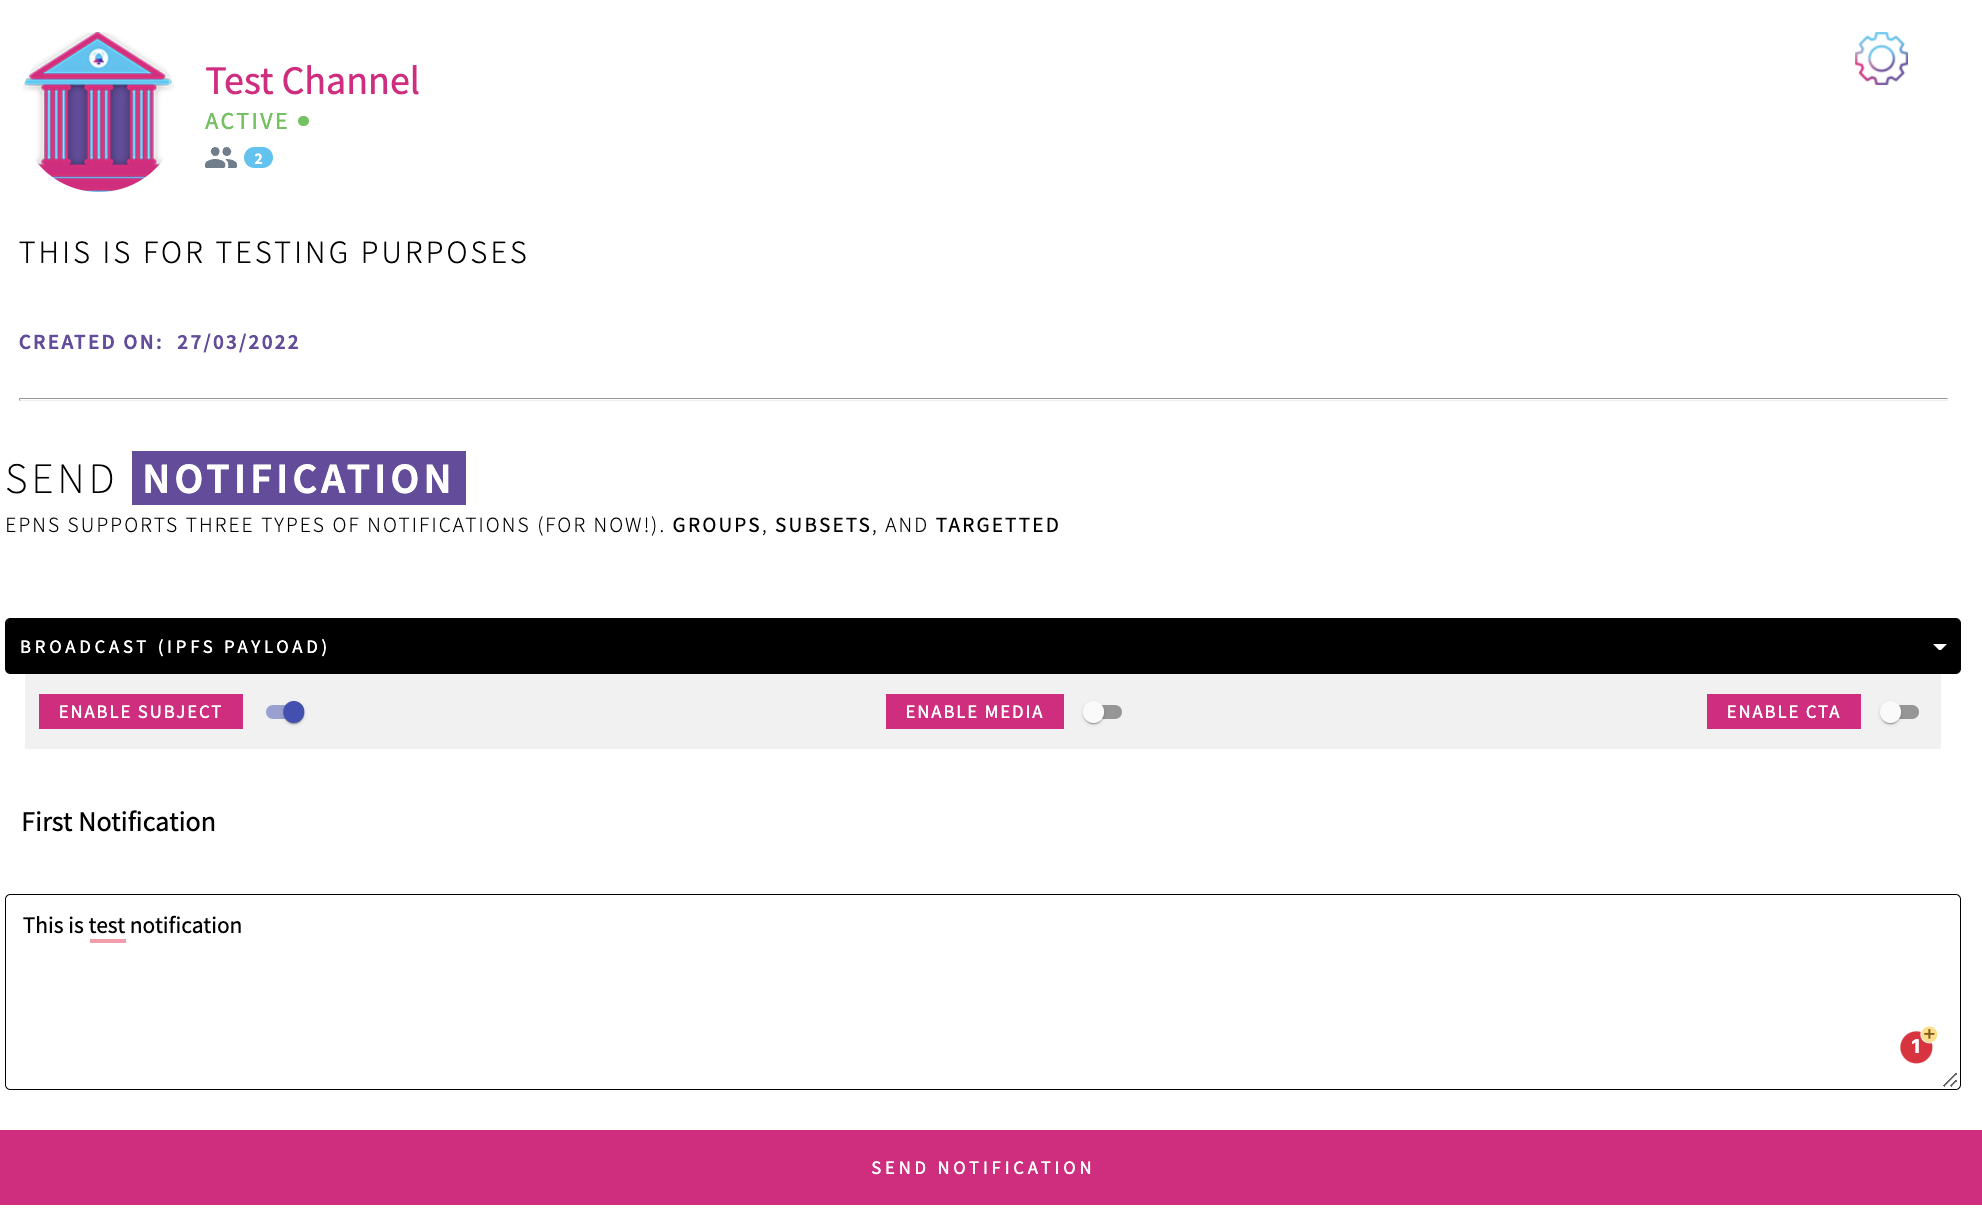 Test Channel
ACTIVE
2
THIS IS FOR TESTING PURPOSES
CREATED ON: 27/03/2022
SEND NOTIFICATION
EPNS SUPPORTS THREE TYPES OF NOTIFICATIONS (FOR NOW!). GROUPS, SUBSETS, AND TARGETTED
BROADCAST (IPFS PAYLOAD)
ENABLE SUBJECT ENABLE MEDIA ENABLE CTA
First Notification
This is test notification
1
SEND NOTIFICATION